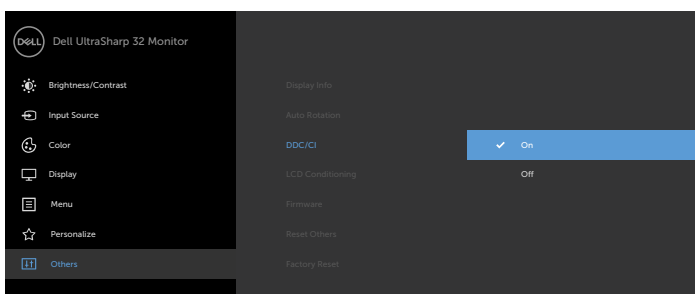 DELL Dell UltraSharp 32 Monitor
Brightness/Contrast
Display Info
Input Source
Auto Rotation
Color
DDC/CI
On
Display
LCD Conditioning
Off
Menu
Firmware
Personalize
Reset Others
Others
Factory Reset